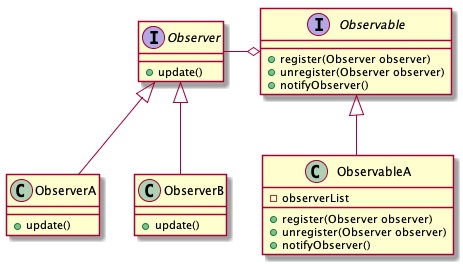 I Observer
update()
I Observable
register(Observer observer)
unregister(Observer observer)
notifyObserver()
C ObserverA
update()
C ObserverB
update()
C ObservableA
observerList
register(Observer observer)
unregister(Observer observer)
notifyObserver()